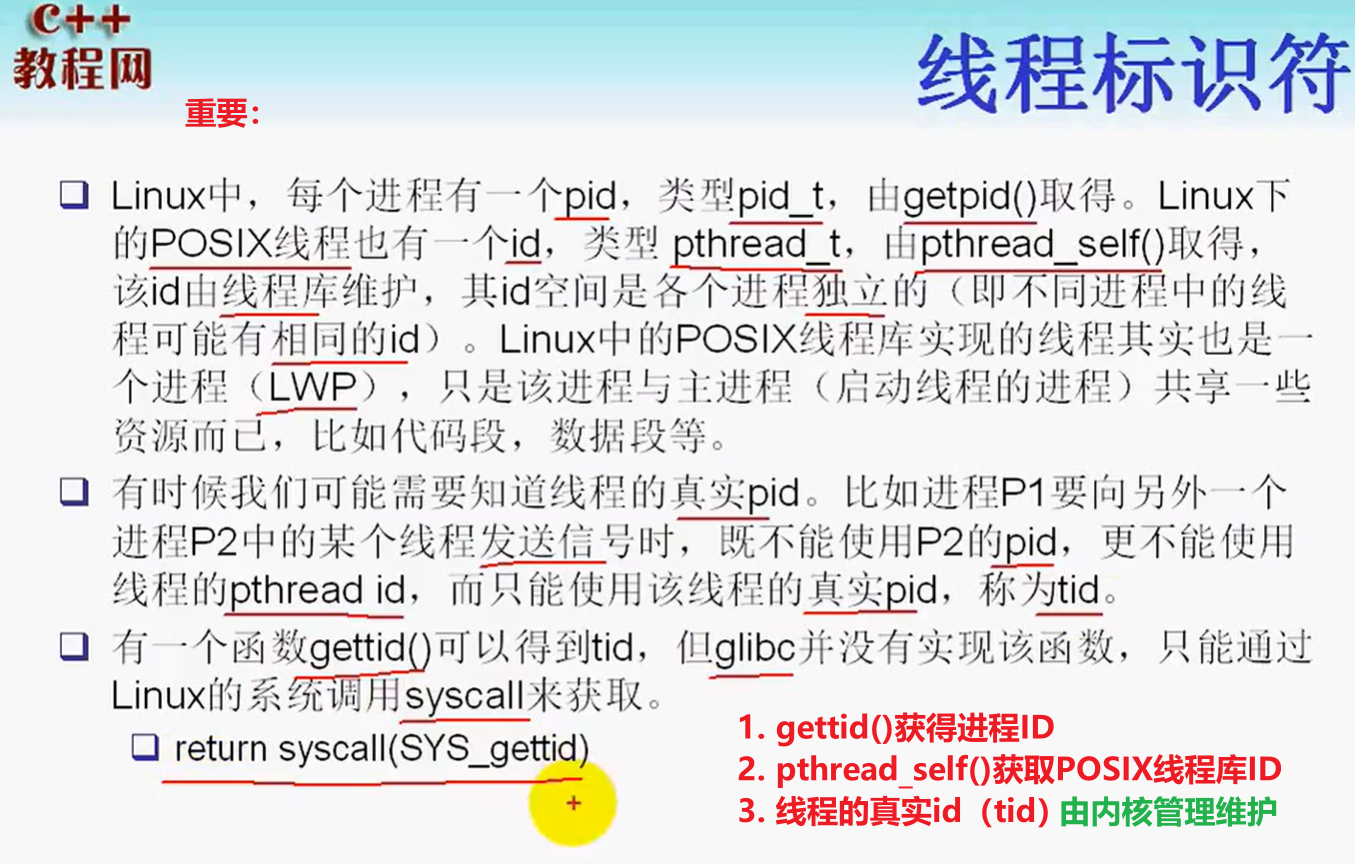 C++
教程网
线程标识符
重要：
Linux中，每个进程有一个pid，类型pid_t，由getpid()取得。Linux下
的POSIX线程也有一个id，类型 pthread_t，由pthread_self()取得，
该id由线程库维护，其id空间是各个进程独立的（即不同进程中的线
程可能有相同的id）。Linux中的POSIX线程库实现的线程其实也是一
个进程（LWP），只是该进程与主进程（启动线程的进程）共享一些
资源而已，比如代码段，数据段等。
有时候我们可能需要知道线程的真实pid。比如进程P1要向另外一个
进程P2中的某个线程发送信号时，既不能使用P2的pid，更不能使用
线程的pthread id，而只能使用该线程的真实pid，称为tid。
有一个函数gettid()可以得到tid，但glibc并没有实现该函数，只能通过
Linux的系统调用syscall来获取。
return syscall(SYS_gettid)
1. gettid()获得进程ID
2. pthread_self()获取POSIX线程库ID
3. 线程的真实id（tid) 由内核管理维护